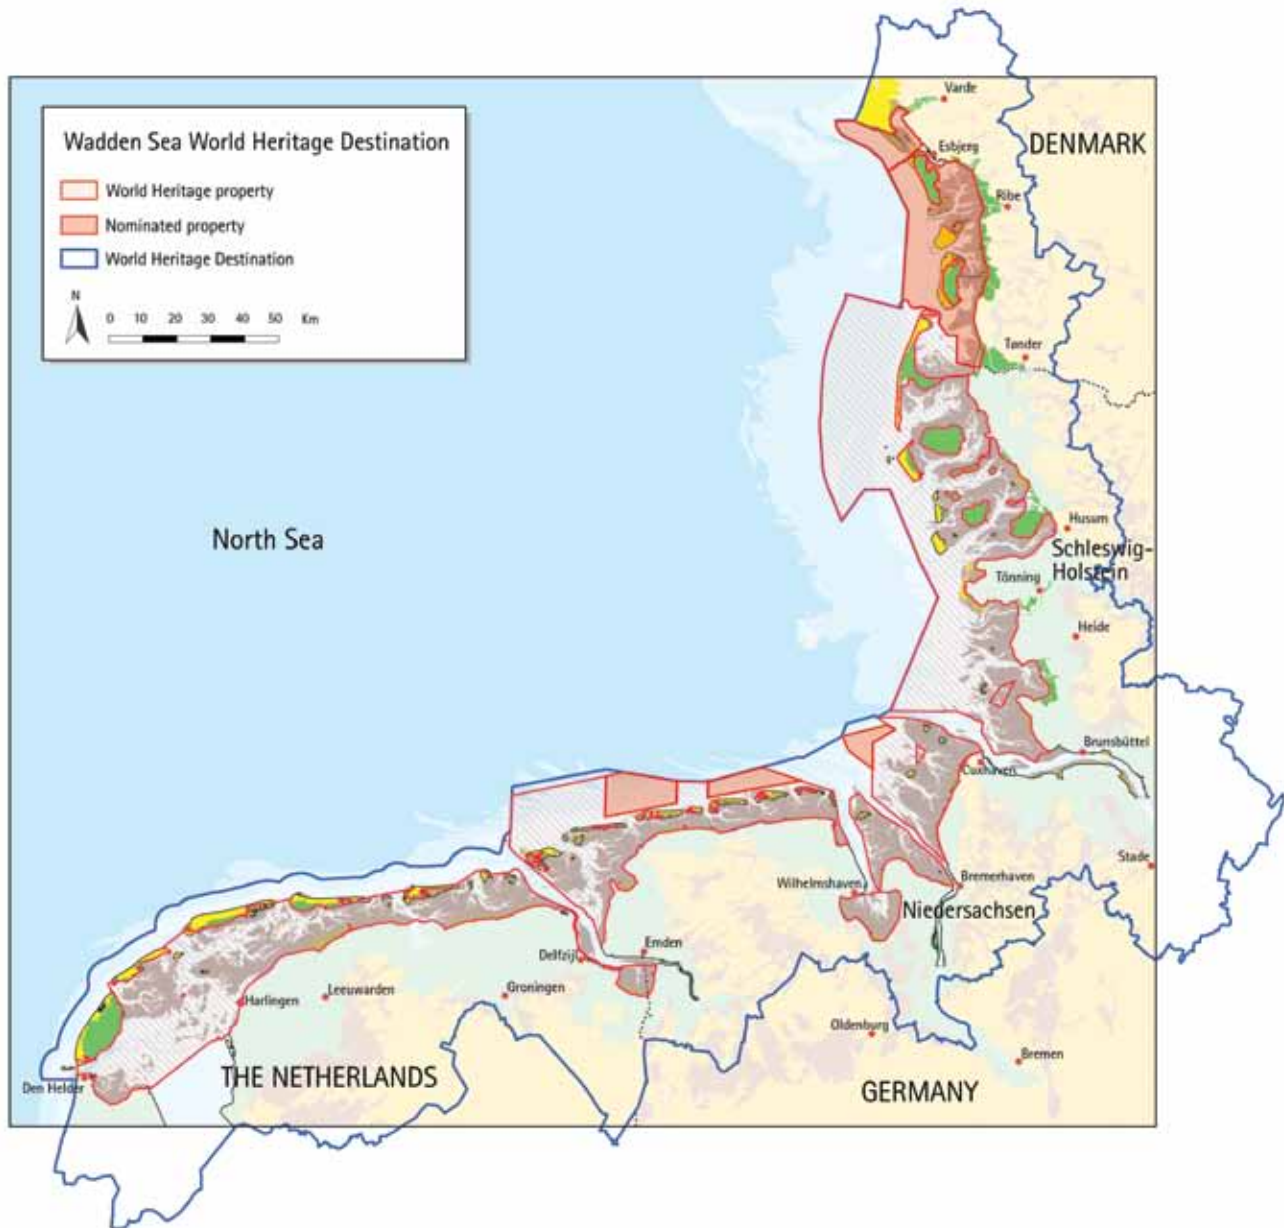 Wadden Sea World Heritage Destination
World Heritage property
Nominated property
World Heritage Destination
N
0 10 20 30 40 50 Km
Varde
DENMARK
Esbjerg
Ribe
Tønder
North Sea
Husum
Schleswig-
Holstein
Tönning
Heide
Brunsbüttel
Cuxhaven
Stade
Wilhelmshaven
Bremerhaven
Niedersachsen
Emden
Delfzijl
Groningen
Leeuwarden
Harlingen
Oldenburg
Bremen
Den Helder
THE NETHERLANDS
GERMANY